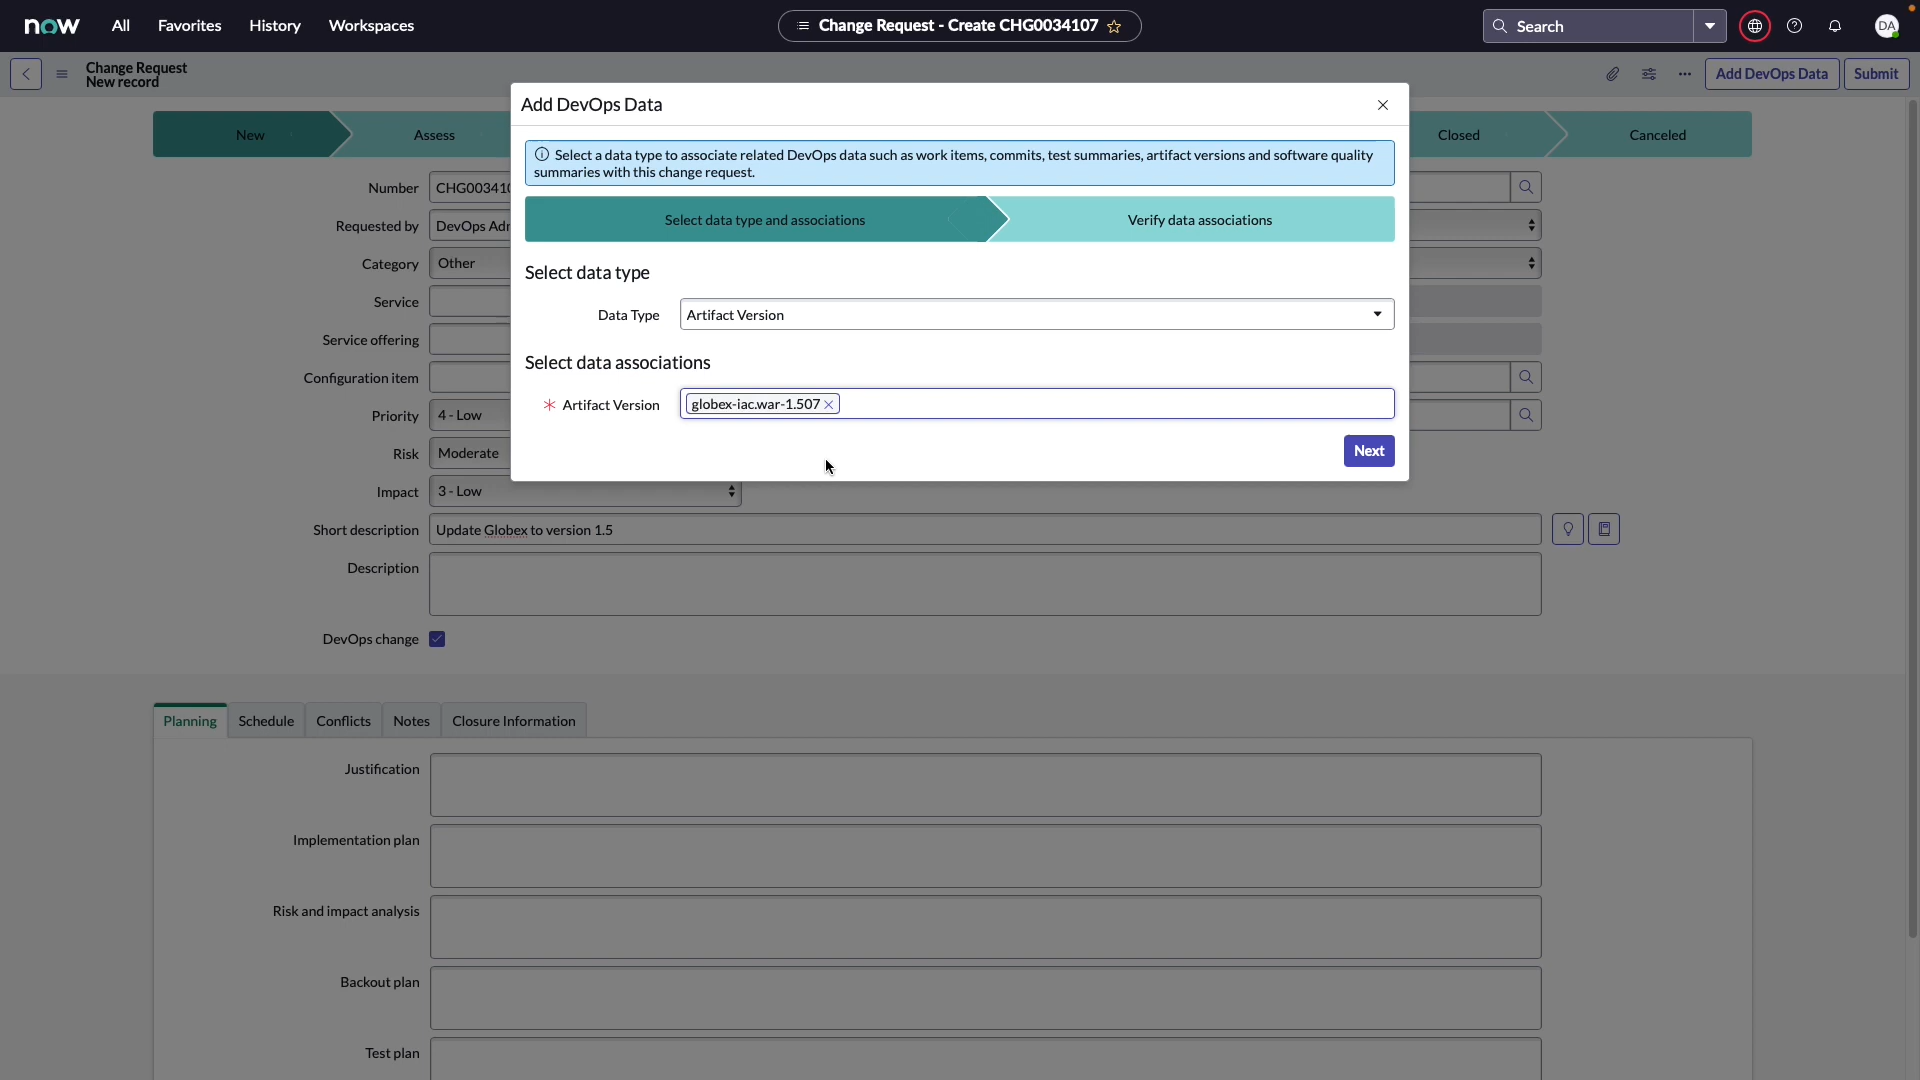 now All Favorites History Workspaces Change Request - Create CHG0034107 Search DA
Change Request
New record
Add DevOps Data Submit
Add DevOps Data
New Assess Closed Canceled
Select a data type to associate related DevOps data such as work items, commits, test summaries, artifact versions and software quality
summaries with this change request.
Select data type and associations Verify data associations
Select data type
Data Type Artifact Version
Select data associations
Artifact Version globex-iac.war-1.507
Next
Number
Requested by DevOps
Category Other
Service
Service offering
Configuration item
Priority 4 - Low
Risk Moderate
Impact 3 - Low
Short description Update Globex to version 1.5
Description
DevOps change
Planning Schedule Conflicts Notes Closure Information
Justification
Implementation plan
Risk and impact analysis
Backout plan
Test plan